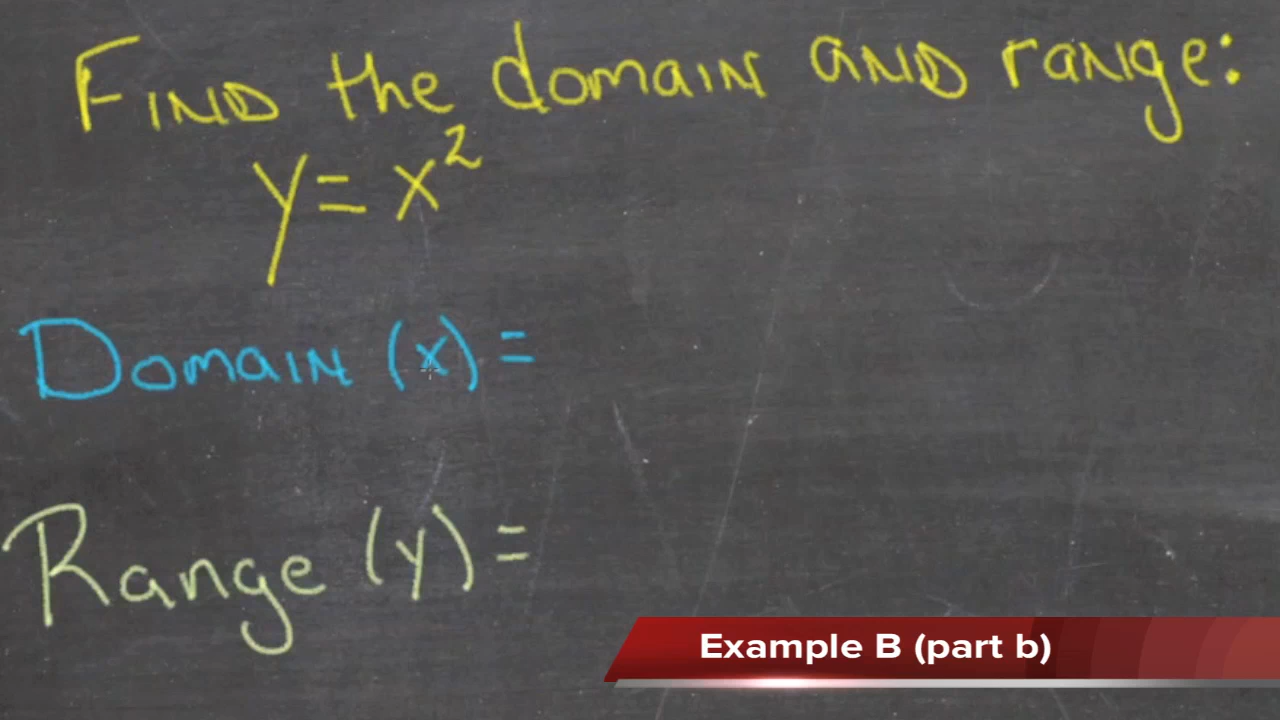 Find the domain and range:
y = x²
Domain (x) =
Range (y) =
Example B (part b)